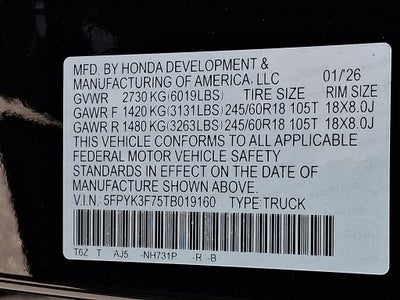 MFD. BY HONDA DEVELOPMENT &
MANUFACTURING OF AMERICA, LLC 01/'26
GVWR 2730 KG(6019LBS) TIRE SIZE RIM SIZE
GAWR F 1420 KG(3131LBS) 245/60R18 105T 18X8.0J
GAWR R 1480 KG(3263LBS) 245/60R18 105T 18X8.0J
THIS VEHICLE CONFORMS TO ALL APPLICABLE
FEDERAL MOTOR VEHICLE SAFETY
STANDARDS IN EFFECT ON THE DATE OF
MANUFACTURE SHOWN ABOVE.
V.I.N.: 5FPYK3F75TB019160 TYPE: TRUCK
T6Z T AJ5 -NH731P -R -B